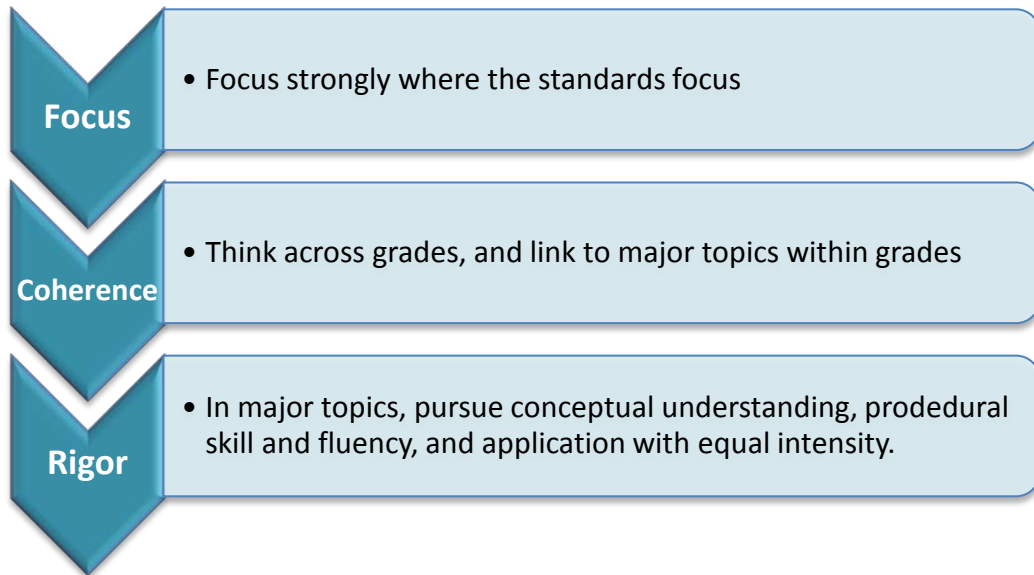 Focus
• Focus strongly where the standards focus
Coherence
• Think across grades, and link to major topics within grades
Rigor
• In major topics, pursue conceptual understanding, prodedural
skill and fluency, and application with equal intensity.